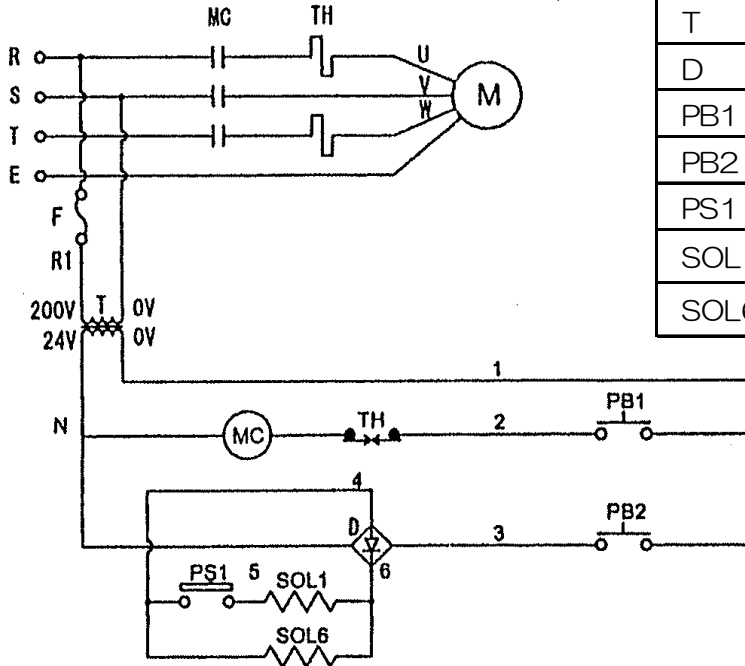 MC TH
R U
S V M
T W
E
F
R1
200V T 0V
24V 0V
1
N MC TH 2 PB1
4
D 3 PB2
PS1 5 SOL1 6
SOL6
T
D
PB1
PB2
PS1
SOL
SOL6